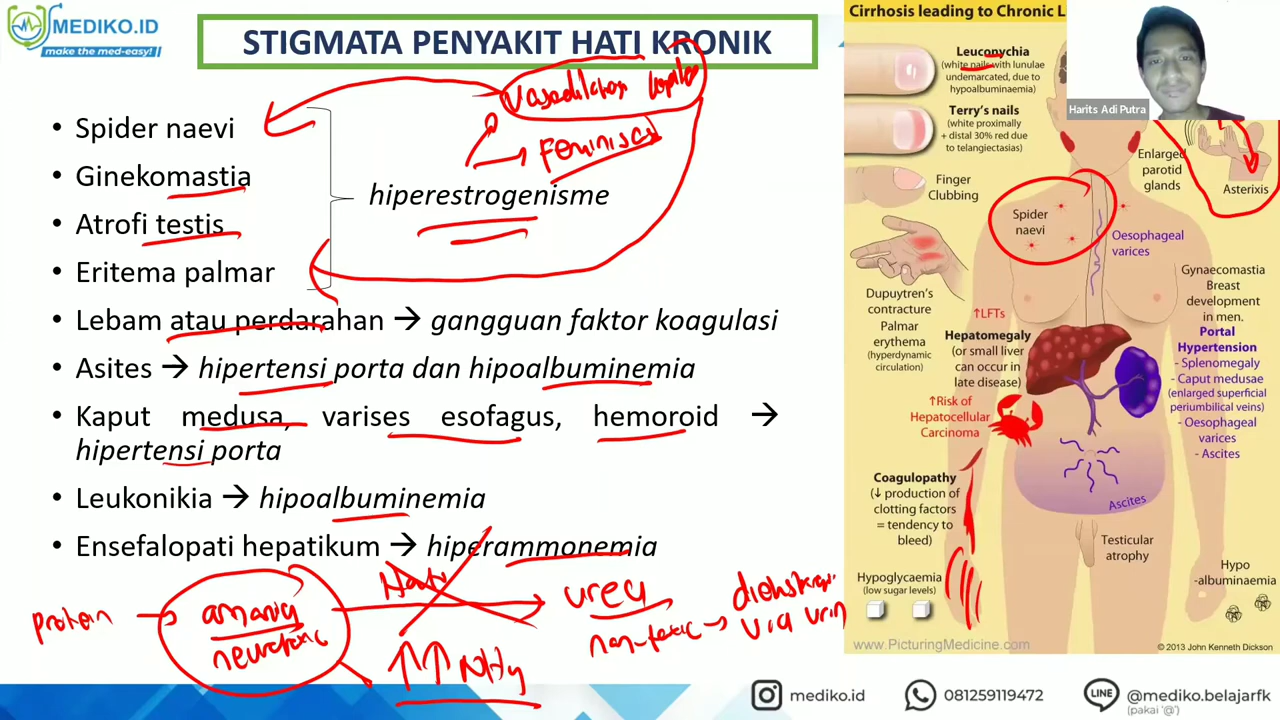 MEDIKO.ID
make the med-easy!
STIGMATA PENYAKIT HATI KRONIK
• Spider naevi
• Ginekomastia
• Atrofi testis
• Eritema palmar
hiperestrogenisme
feminisasi
• Lebam atau perdarahan → gangguan faktor koagulasi
• Asites → hipertensi porta dan hipoalbuminemia
• Kaput medusa, varises esofagus, hemoroid →
hipertensi porta
• Leukonikia → hipoalbuminemia
• Ensefalopati hepatikum → hiperammonemia
protein → amonia
neurotoxic
Hati
urea
non-toxic →
via urin
↑↑ NH4
Cirrhosis leading to Chronic L
Harits Adi Putra
Leuconychia
(white nails with lunulae
undemarcated, due to
hypoalbuminaemia)
Terry's nails
(white proximally
+ distal 30% red due
to telangiectasias)
Finger
Clubbing
Enlarged
parotid
glands
Asterixis
Spider
naevi
Oesophageal
varices
Dupuytren's
contracture
Palmar
erythema
(hyperdynamic
circulation)
↑LFTs
Hepatomegaly
(or small liver
can occur in
late disease)
↑Risk of
Hepatocellular
Carcinoma
Gynaecomastia
Breast
development
in men.
Portal
Hypertension
- Splenomegaly
- Caput medusae
(enlarged superficial
periumbilical veins)
- Oesophageal
varices
- Ascites
Coagulopathy
(↓ production of
clotting factors
= tendency to
bleed)
Ascites
Testicular
atrophy
Hypoglycaemia
(low sugar levels)
Hypo
-albuminaemia
www.PicturingMedicine.com
© 2013 John Kenneth Dickson
mediko.id
081259119472
LINE
@mediko.belajarfk
(pakai '@')